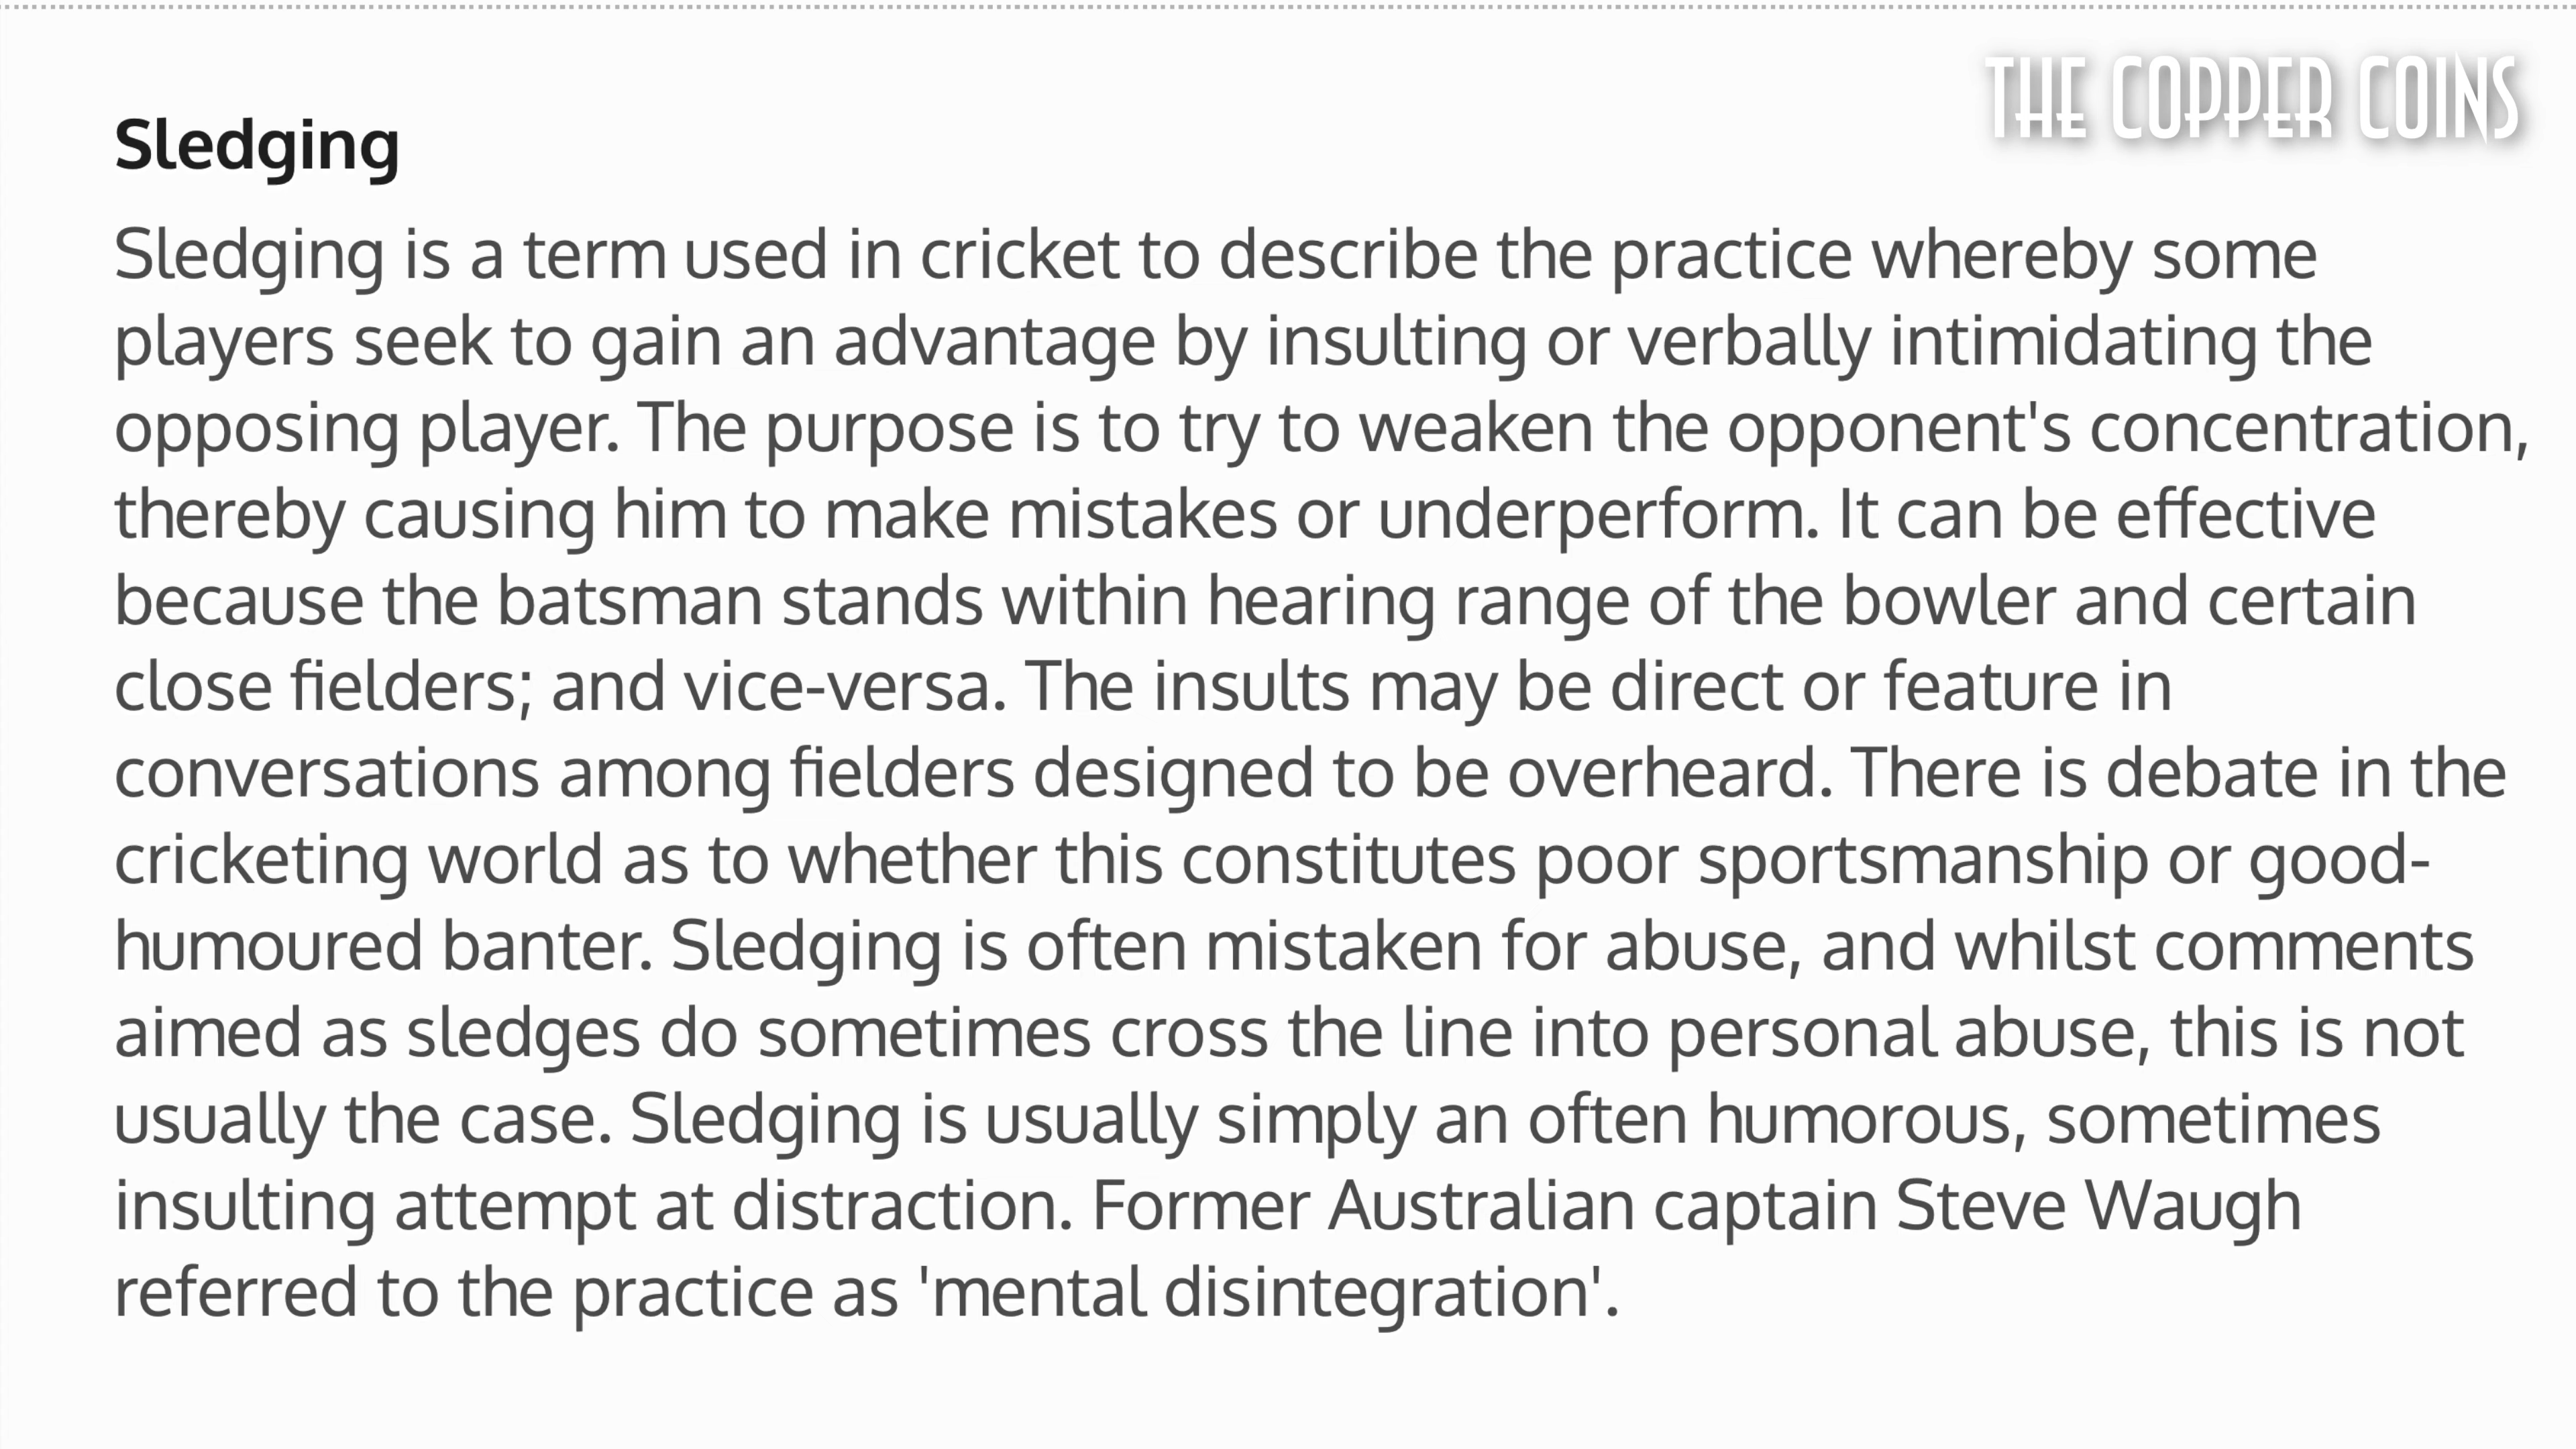 THE COPPER COINS
Sledging
Sledging is a term used in cricket to describe the practice whereby some
players seek to gain an advantage by insulting or verbally intimidating the
opposing player. The purpose is to try to weaken the opponent's concentration,
thereby causing him to make mistakes or underperform. It can be effective
because the batsman stands within hearing range of the bowler and certain
close fielders; and vice-versa. The insults may be direct or feature in
conversations among fielders designed to be overheard. There is debate in the
cricketing world as to whether this constitutes poor sportsmanship or good-
humoured banter. Sledging is often mistaken for abuse, and whilst comments
aimed as sledges do sometimes cross the line into personal abuse, this is not
usually the case. Sledging is usually simply an often humorous, sometimes
insulting attempt at distraction. Former Australian captain Steve Waugh
referred to the practice as 'mental disintegration'.